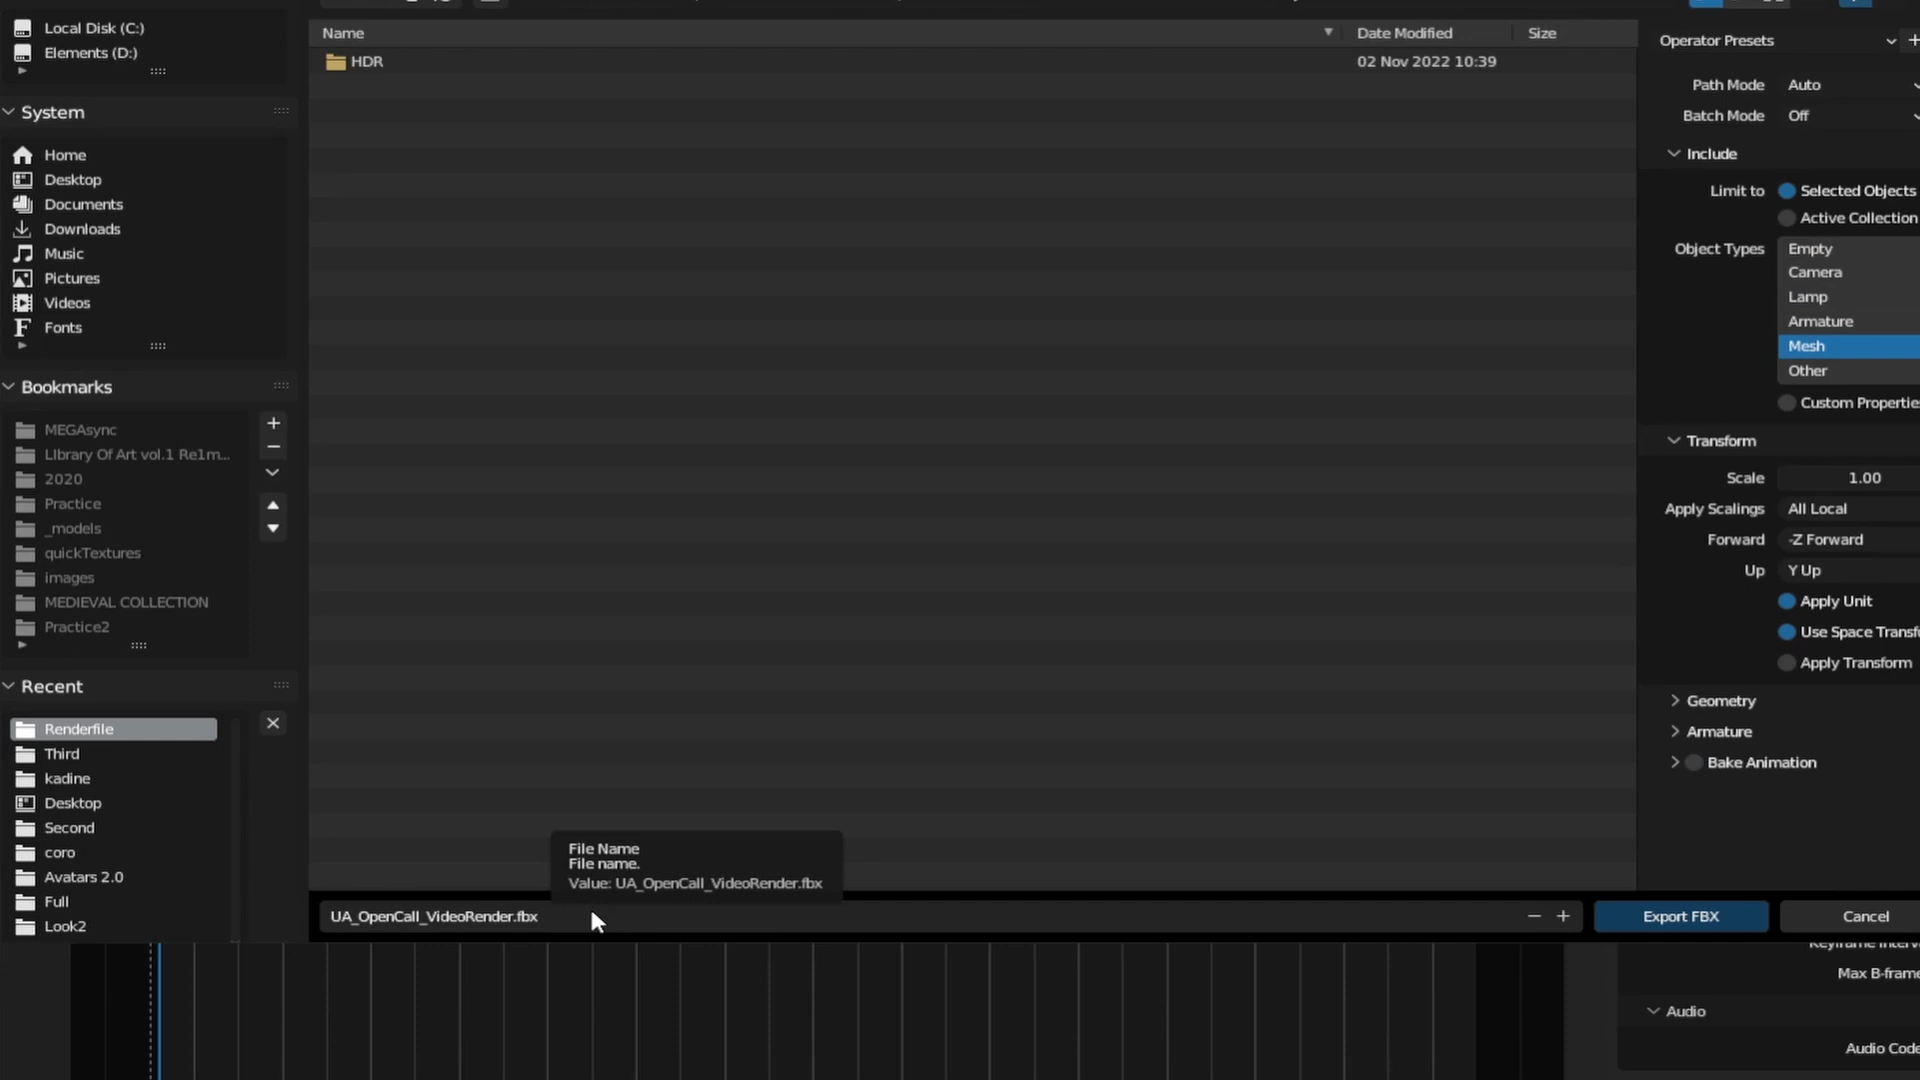 Local Disk (C:)
Elements (D:)
System
Home
Desktop
Documents
Downloads
Music
Pictures
Videos
Fonts
Bookmarks
MEGAsync
LIbrary Of Art vol.1 Re1m...
2020
Practice
_models
quickTextures
images
MEDIEVAL COLLECTION
Practice2
Recent
Renderfile
Third
kadine
Desktop
Second
coro
Avatars 2.0
Full
Look2
Name Date Modified Size
HDR 02 Nov 2022 10:39
File Name
File name.
Value: UA_OpenCall_VideoRender.fbx
UA_OpenCall_VideoRender.fbx
Export FBX Cancel
Operator Presets
Path Mode Auto
Batch Mode Off
Include
Limit to Selected Objects
Active Collection
Object Types Empty
Camera
Lamp
Armature
Mesh
Other
Custom Propertie
Transform
Scale 1.00
Apply Scalings All Local
Forward -Z Forward
Up Y Up
Apply Unit
Use Space Transf
Apply Transform
Geometry
Armature
Bake Animation
Keyframe Interv
Max B-frame
Audio
Audio Code